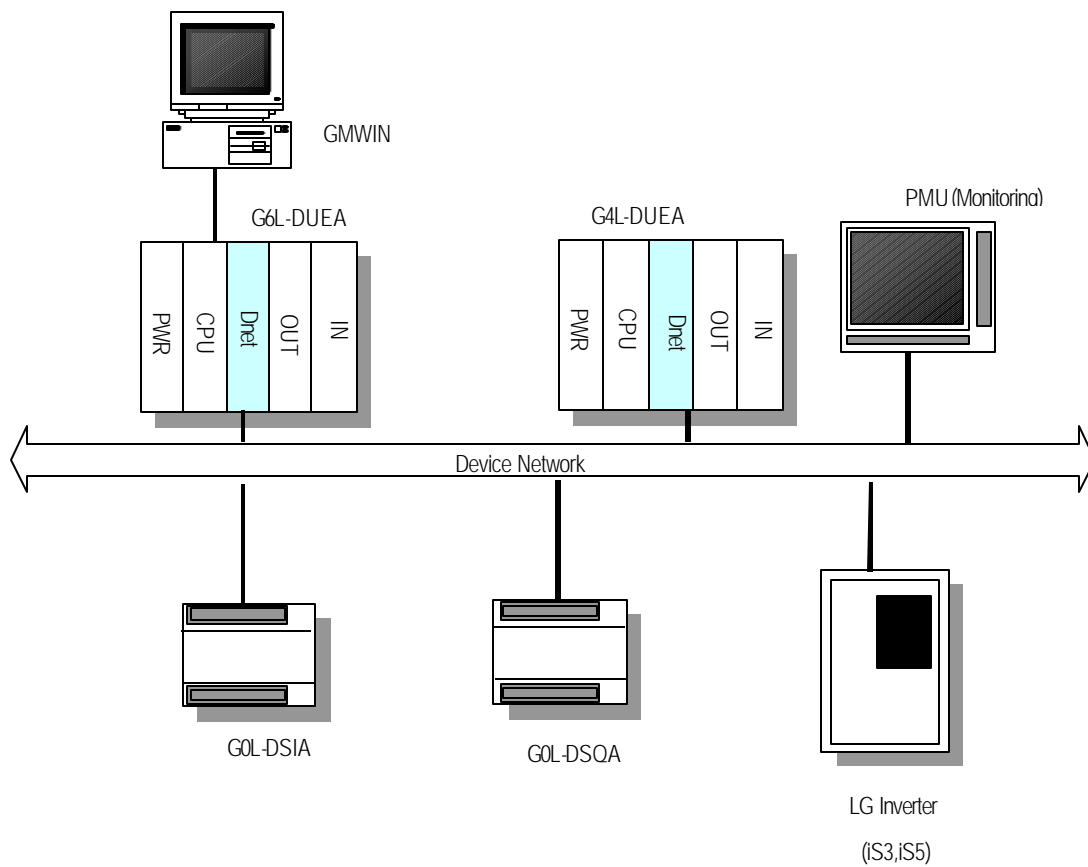 GMWIN
G6L-DUEA
G4L-DUEA
PMU (Monitoring)
PWR
CPU
Dnet
OUT
IN
PWR
CPU
Dnet
OUT
IN
Device Network
G0L-DSIA
G0L-DSQA
LG Inverter
(iS3,iS5)